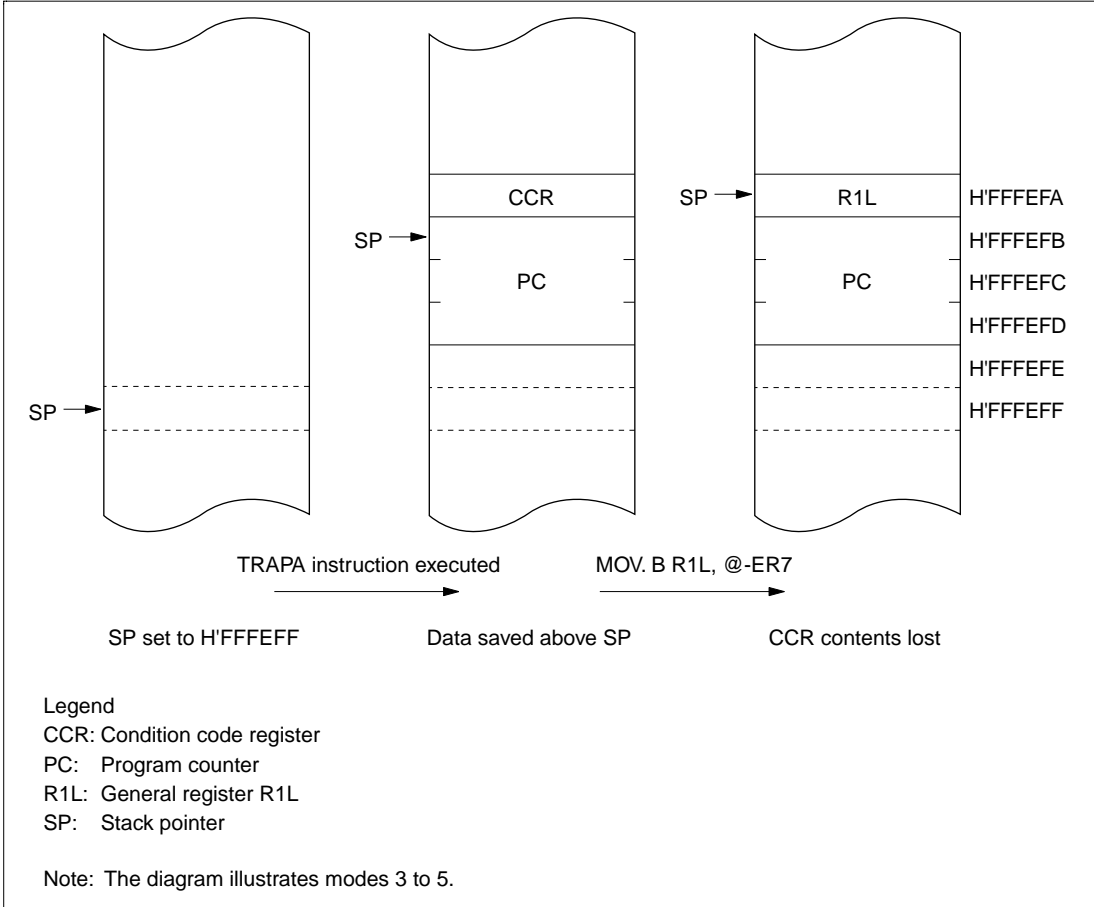 CCR
SP
R1L
H'FFFEFA
SP
H'FFFEFB
PC
PC
H'FFFEFC
H'FFFEFD
H'FFFEFE
SP
H'FFFEFF
TRAPA instruction executed
MOV. B R1L, @-ER7
SP set to H'FFFEFF
Data saved above SP
CCR contents lost
Legend
CCR: Condition code register
PC: Program counter
R1L: General register R1L
SP: Stack pointer
Note: The diagram illustrates modes 3 to 5.